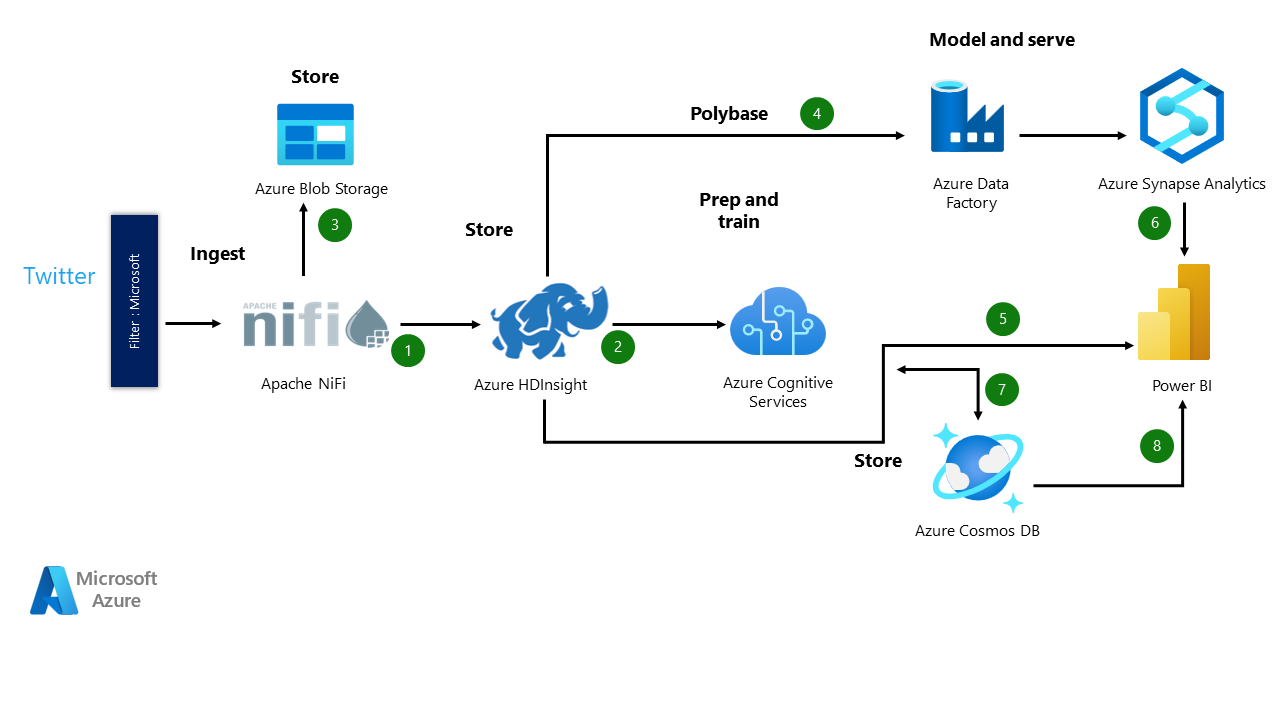 Model and serve
Store
Polybase
4
Azure Blob Storage
Azure Data
Factory
Azure Synapse Analytics
3
Prep and
train
6
Store
Ingest
Twitter
Filter : Microsoft
APACHE
nifi
1
2
5
Apache NiFi
Azure HDInsight
Azure Cognitive
Services
Power BI
7
8
Store
Azure Cosmos DB
Microsoft
Azure